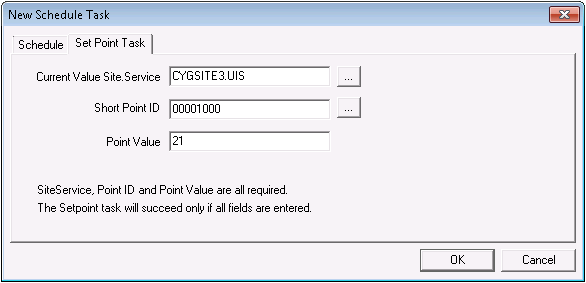 New Schedule Task
Schedule Set Point Task
Current Value Site.Service CYGSITE3.UIS ...
Short Point ID 00001000 ...
Point Value 21
SiteService, Point ID and Point Value are all required.
The Setpoint task will succeed only if all fields are entered.
OK Cancel